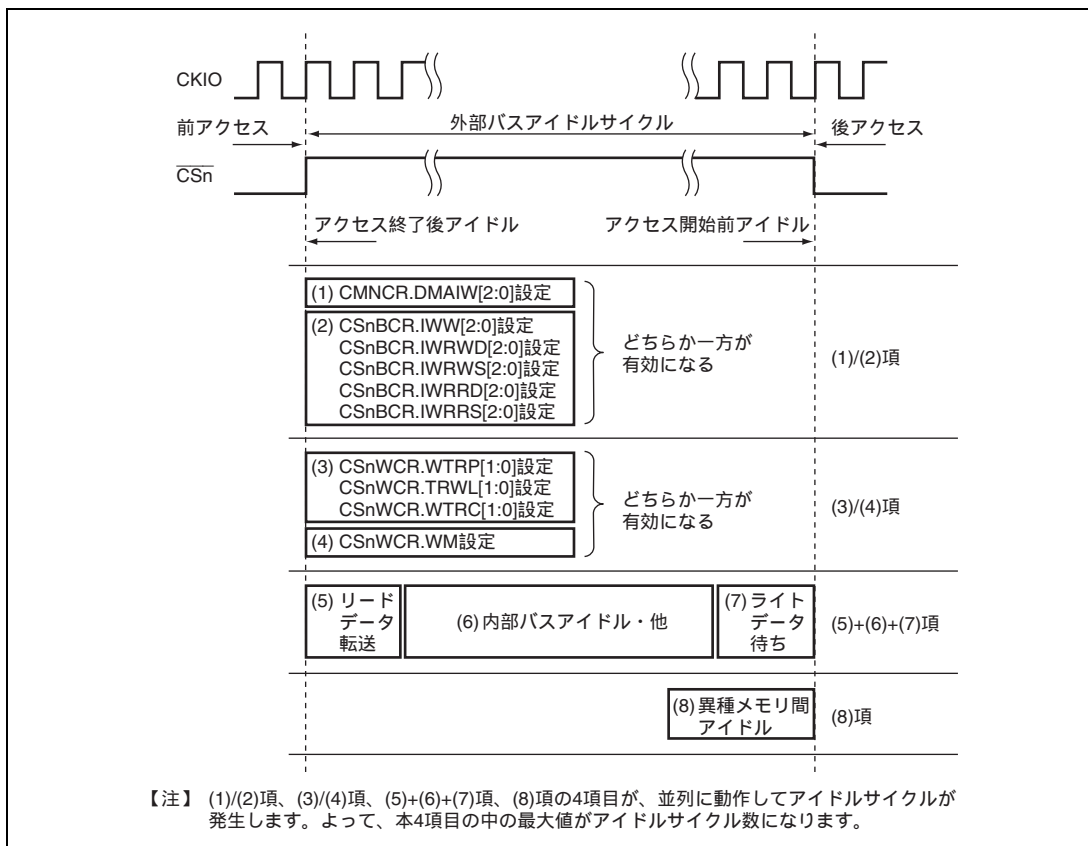 CKIO
前アクセス
外部バスアイドルサイクル
後アクセス
CSn
アクセス終了後アイドル
アクセス開始前アイドル
(1) CMNCR.DMAIW[2:0]設定
(2) CSnBCR.IWW[2:0]設定
CSnBCR.IWRWD[2:0]設定
CSnBCR.IWRWS[2:0]設定
CSnBCR.IWRRD[2:0]設定
CSnBCR.IWRRS[2:0]設定
どちらか一方が
有効になる
(1)/(2)項
(3) CSnWCR.WTRP[1:0]設定
CSnWCR.TRWL[1:0]設定
CSnWCR.WTRC[1:0]設定
(4) CSnWCR.WM設定
どちらか一方が
有効になる
(3)/(4)項
(5) リード
データ
転送
(6) 内部バスアイドル・他
(7) ライト
データ
待ち
(5)+(6)+(7)項
(8) 異種メモリ間
アイドル
(8)項
【注】 (1)/(2)項、(3)/(4)項、(5)+(6)+(7)項、(8)項の4項目が、並列に動作してアイドルサイクルが
発生します。よって、本4項目の中の最大値がアイドルサイクル数になります。